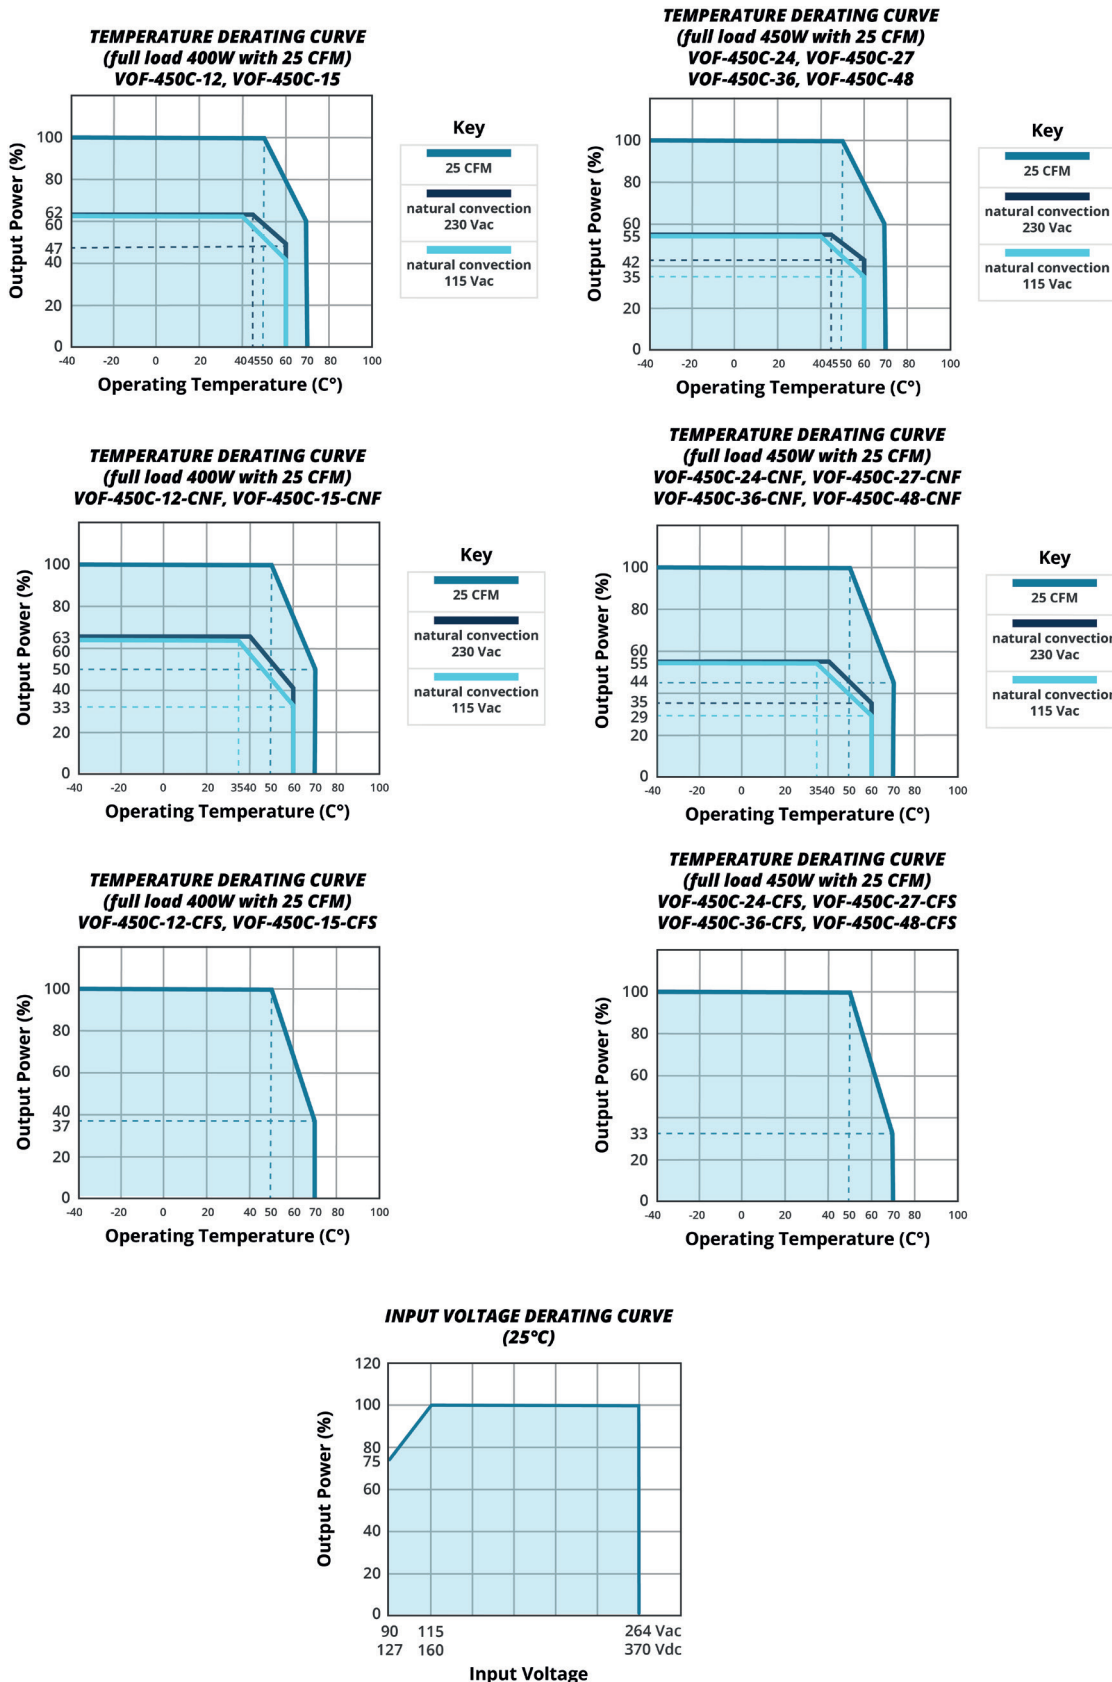 TEMPERATURE DERATING CURVE
(full load 400W with 25 CFM)
VOF-450C-12, VOF-450C-15
Output Power (%)
100
80
62
60
47
40
20
0
-40 -20 0 20 40 45 50 60 70 80 100
Operating Temperature (C°)
Key
25 CFM
natural convection
230 Vac
natural convection
115 Vac
TEMPERATURE DERATING CURVE
(full load 450W with 25 CFM)
VOF-450C-24, VOF-450C-27
VOF-450C-36, VOF-450C-48
Output Power (%)
100
80
60
55
42
35
20
0
-40 -20 0 20 40 45 50 60 70 80 100
Operating Temperature (C°)
Key
25 CFM
natural convection
230 Vac
natural convection
115 Vac
TEMPERATURE DERATING CURVE
(full load 400W with 25 CFM)
VOF-450C-12-CNF, VOF-450C-15-CNF
Output Power (%)
100
80
63
60
50
40
33
20
0
-40 -20 0 20 35 40 50 60 70 80 100
Operating Temperature (C°)
Key
25 CFM
natural convection
230 Vac
natural convection
115 Vac
TEMPERATURE DERATING CURVE
(full load 450W with 25 CFM)
VOF-450C-24-CNF, VOF-450C-27-CNF
VOF-450C-36-CNF, VOF-450C-48-CNF
Output Power (%)
100
80
60
55
44
35
29
20
0
-40 -20 0 20 35 40 50 60 70 80 100
Operating Temperature (C°)
Key
25 CFM
natural convection
230 Vac
natural convection
115 Vac
TEMPERATURE DERATING CURVE
(full load 400W with 25 CFM)
VOF-450C-12-CFS, VOF-450C-15-CFS
Output Power (%)
100
80
60
40
37
20
0
-40 -20 0 20 40 50 60 70 80 100
Operating Temperature (C°)
TEMPERATURE DERATING CURVE
(full load 450W with 25 CFM)
VOF-450C-24-CFS, VOF-450C-27-CFS
VOF-450C-36-CFS, VOF-450C-48-CFS
Output Power (%)
100
80
60
33
20
0
-40 -20 0 20 40 50 60 70 80 100
Operating Temperature (C°)
INPUT VOLTAGE DERATING CURVE
(25°C)
Output Power (%)
120
100
80
75
60
40
20
0
90 115 264 Vac
127 160 370 Vdc
Input Voltage